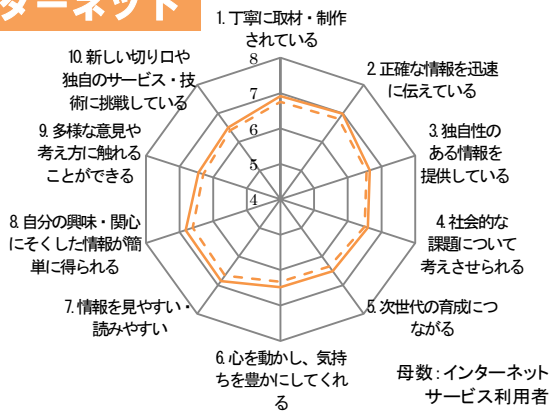 ターネット
1. 丁寧に取材・制作
されている
2. 正確な情報を迅速
に伝えている
3. 独自性の
ある情報を
提供している
4. 社会的な
課題について
考えさせられる
5. 次世代の育成につ
ながる
6. 心を動かし、気持
ちを豊かにしてくれ
る
7. 情報を見やすい・
読みやすい
8. 自分の興味・関心
にそくした情報が簡
単に得られる
9. 多様な意見や
考え方に触れる
ことができる
10. 新しい切り口や
独自のサービス・技
術に挑戦している
8
7
6
5
4
母数：インターネット
サービス利用者